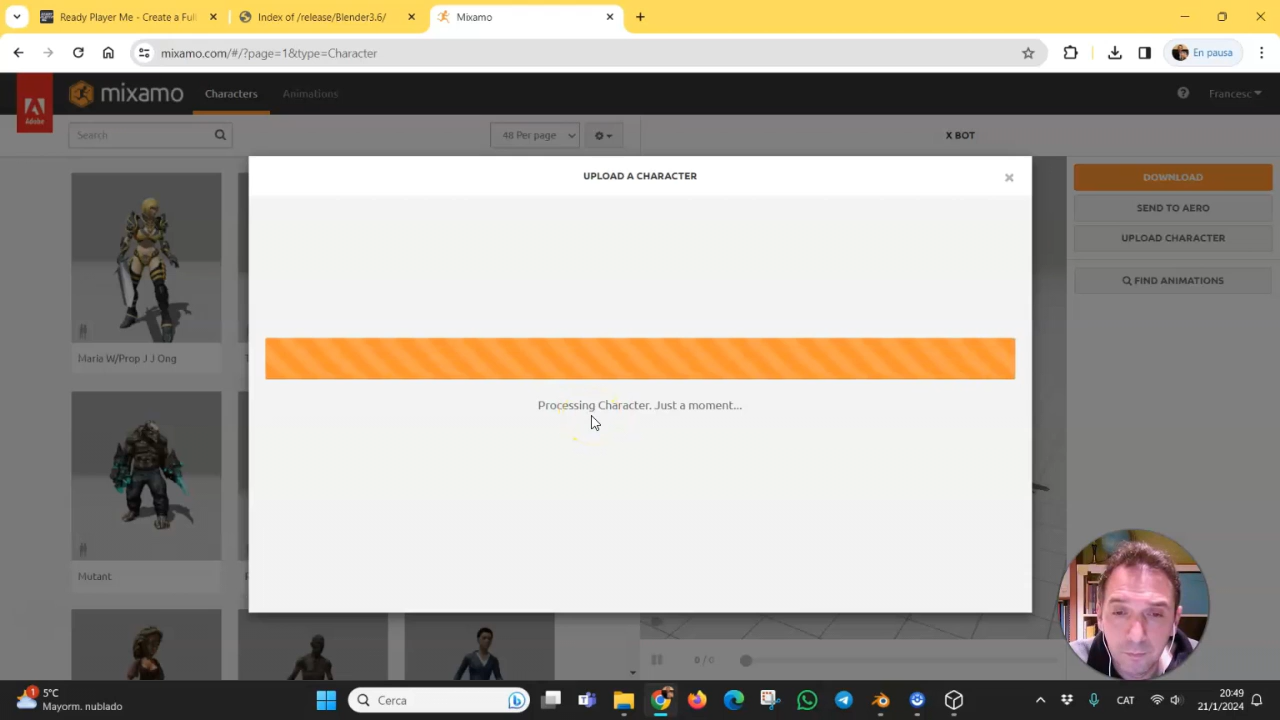 Ready Player Me - Create a Full
Index of /release/Blender3.6/
Mixamo
mixamo.com/#/?page=1&type=Character
En pausa
Adobe
mixamo
Characters
Animations
Francesc
Search
48 Per page
X BOT
UPLOAD A CHARACTER
DOWNLOAD
SEND TO AERO
UPLOAD CHARACTER
FIND ANIMATIONS
Maria W/Prop J J Ong
Processing Character. Just a moment...
Mutant
0 / 0
1
5°C
Mayorm. nublado
Cerca
CAT
20:49
21/1/2024